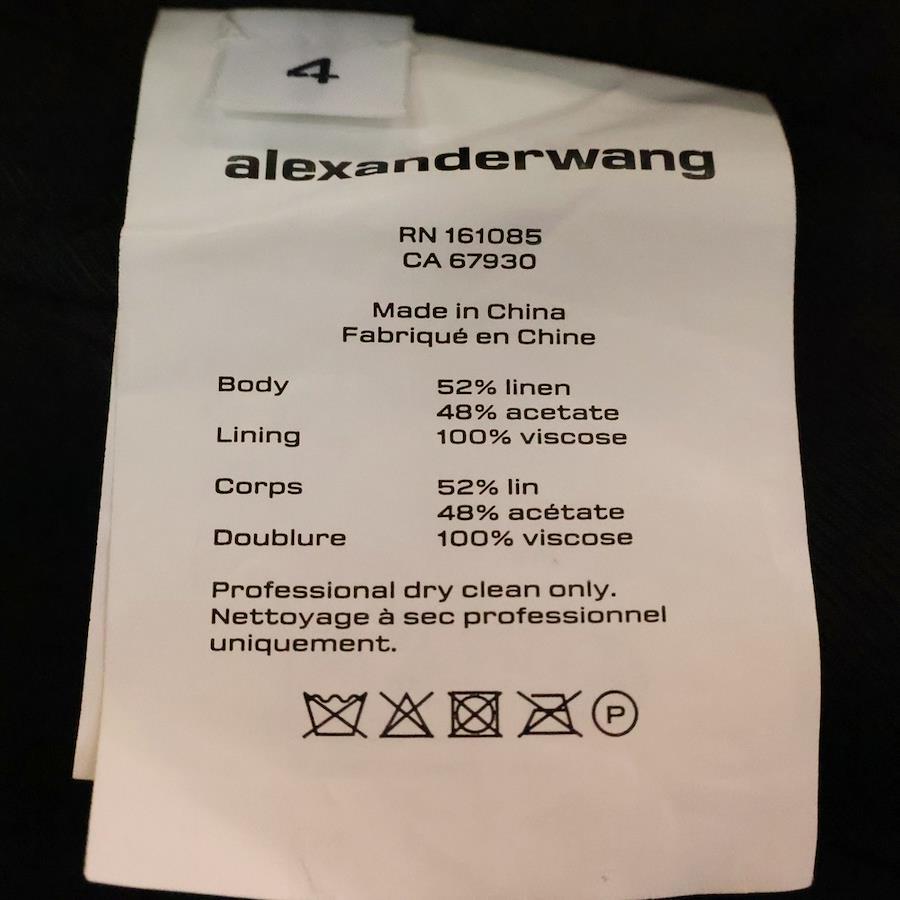 4
alexanderwang
RN 161085
CA 67930
Made in China
Fabriqué en Chine
Body 52% linen
48% acetate
Lining 100% viscose
Corps 52% lin
48% acétate
Doublure 100% viscose
Professional dry clean only.
Nettoyage à sec professionnel
uniquement.
P